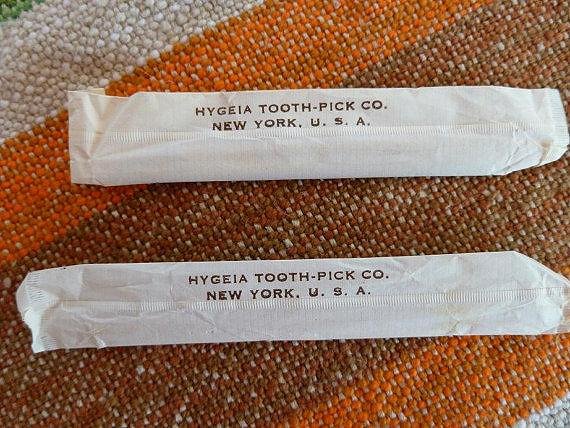 HYGEIA TOOTH-PICK CO.
NEW YORK, U. S. A.
HYGEIA TOOTH-PICK CO.
NEW YORK, U. S. A.